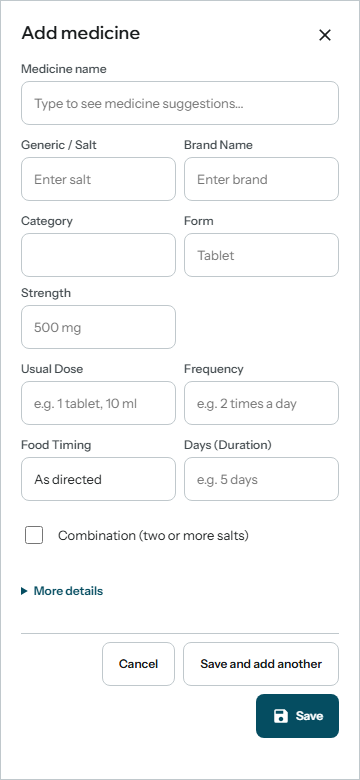 Add medicine
Medicine name
Type to see medicine suggestions...
Generic / Salt
Brand Name
Enter salt
Enter brand
Category
Form
Tablet
Strength
500 mg
Usual Dose
Frequency
e.g. 1 tablet, 10 ml
e.g. 2 times a day
Food Timing
Days (Duration)
As directed
e.g. 5 days
Combination (two or more salts)
More details
Cancel
Save and add another
Save